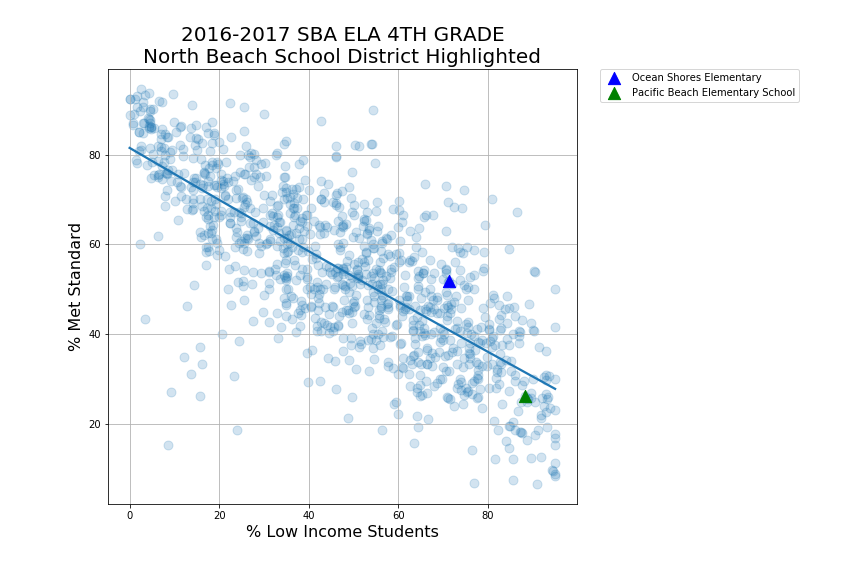 2016-2017 SBA ELA 4TH GRADE
North Beach School District Highlighted
Ocean Shores Elementary
Pacific Beach Elementary School
% Met Standard
80
60
40
20
0 20 40 60 80
% Low Income Students